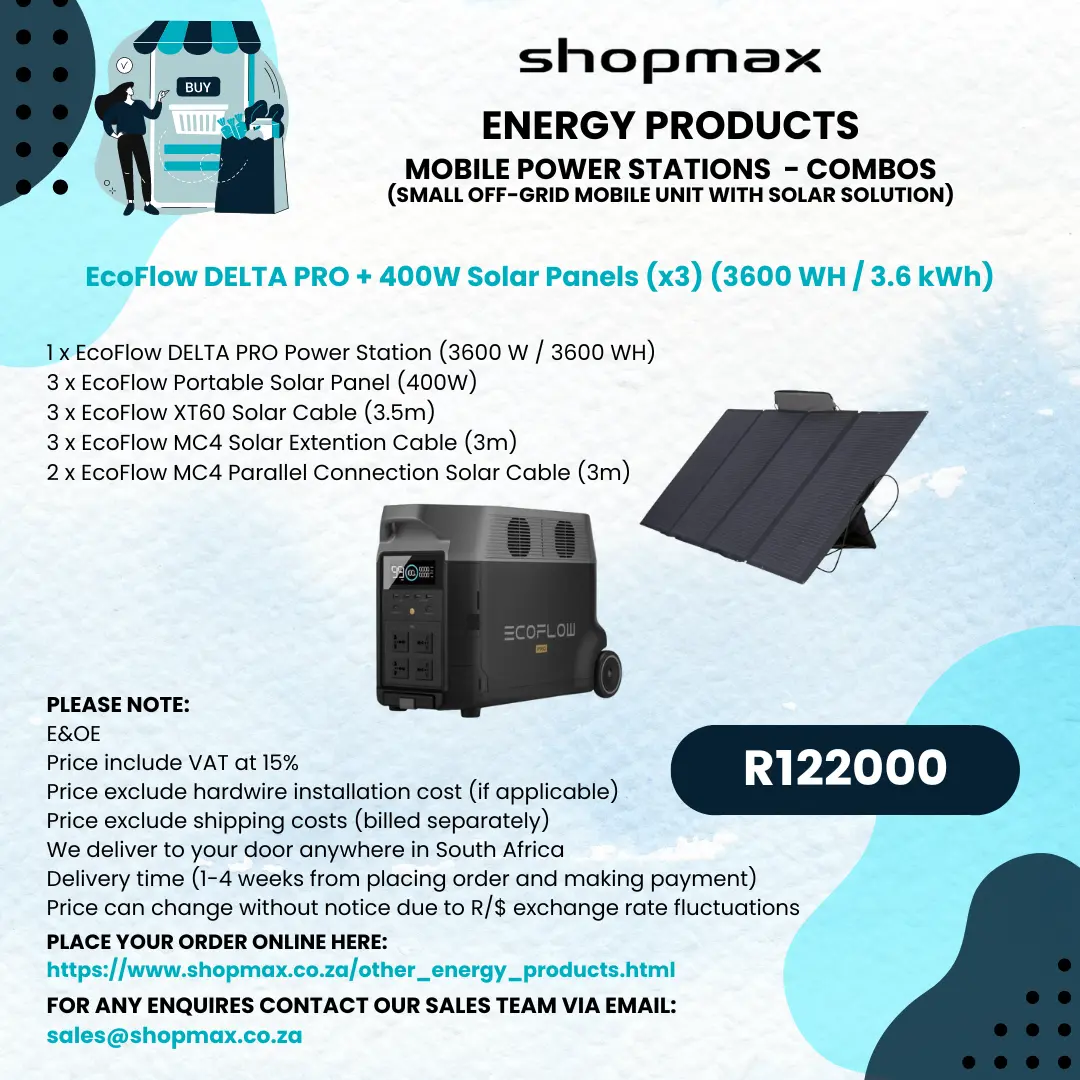 BUY
shopmax
ENERGY PRODUCTS
MOBILE POWER STATIONS - COMBOS
(SMALL OFF-GRID MOBILE UNIT WITH SOLAR SOLUTION)
EcoFlow DELTA PRO + 400W Solar Panels (x3) (3600 WH / 3.6 kWh)
1 x EcoFlow DELTA PRO Power Station (3600 W / 3600 WH)
3 x EcoFlow Portable Solar Panel (400W)
3 x EcoFlow XT60 Solar Cable (3.5m)
3 x EcoFlow MC4 Solar Extention Cable (3m)
2 x EcoFlow MC4 Parallel Connection Solar Cable (3m)
ECOFLOW
PLEASE NOTE:
E&OE
Price include VAT at 15%
Price exclude hardwire installation cost (if applicable)
Price exclude shipping costs (billed separately)
We deliver to your door anywhere in South Africa
Delivery time (1-4 weeks from placing order and making payment)
Price can change without notice due to R/$ exchange rate fluctuations
R122000
PLACE YOUR ORDER ONLINE HERE:
https://www.shopmax.co.za/other_energy_products.html
FOR ANY ENQUIRES CONTACT OUR SALES TEAM VIA EMAIL:
sales@shopmax.co.za